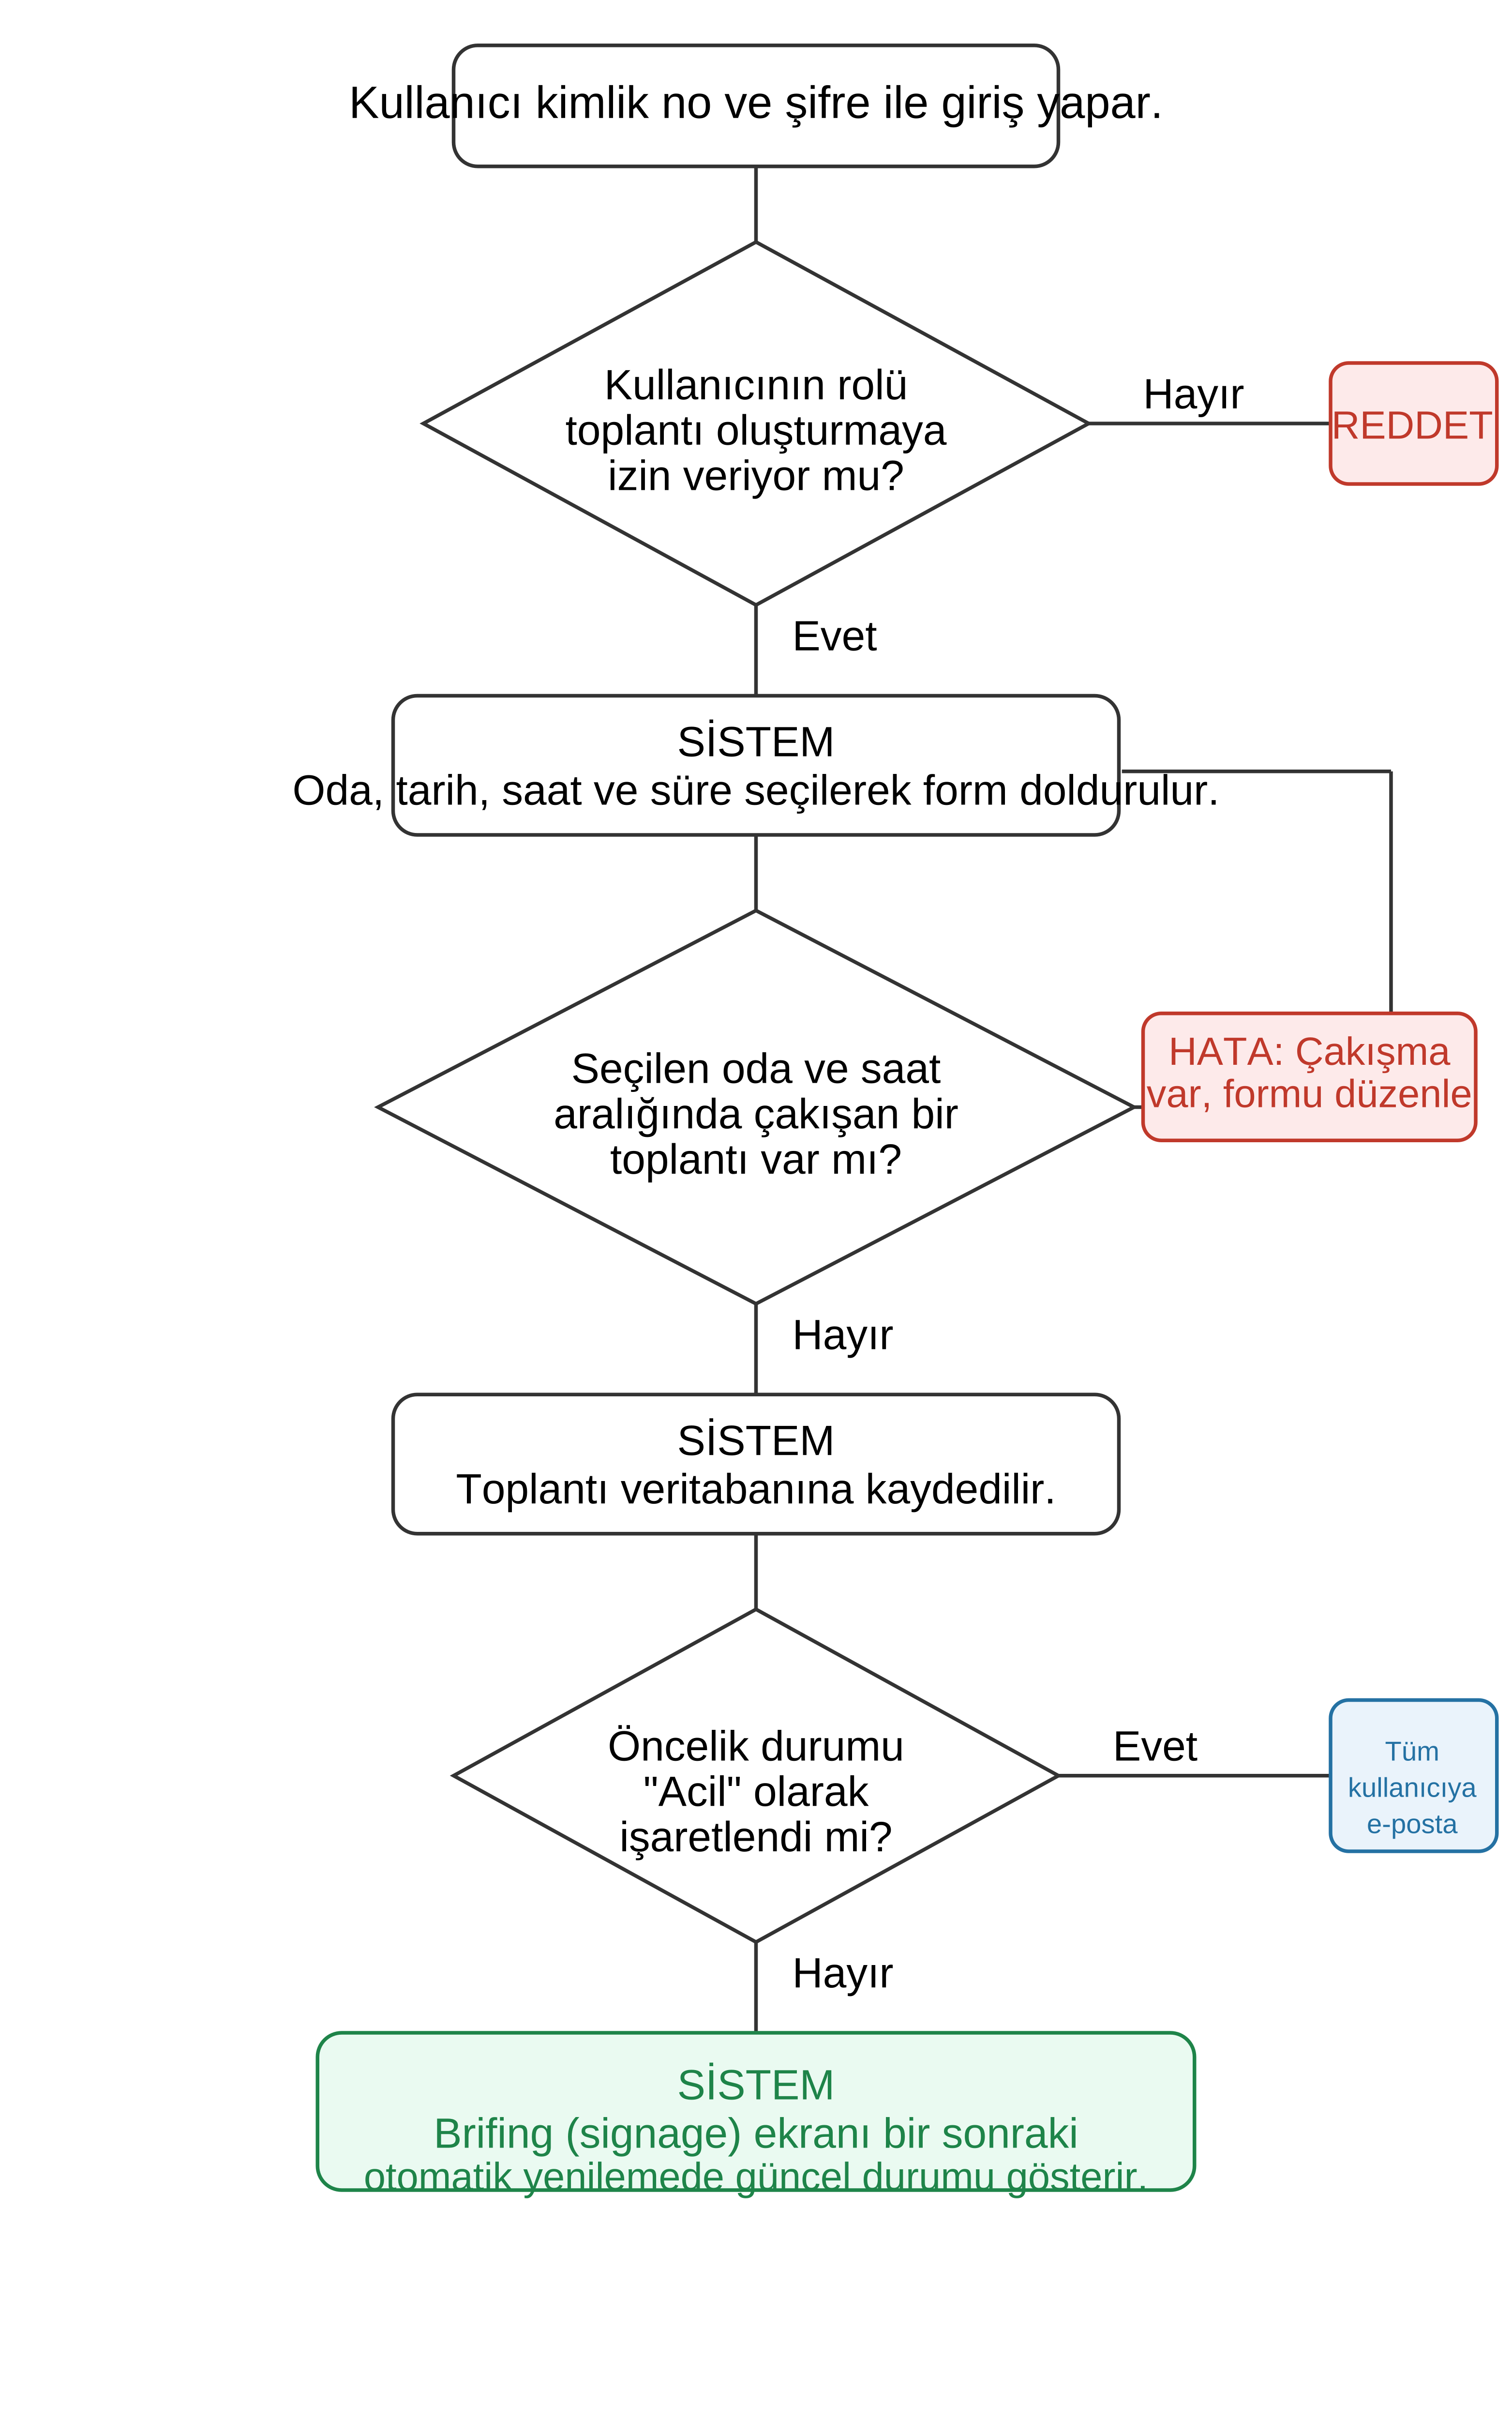 Kullanıcı kimlik no ve şifre ile giriş yapar.
Kullanıcının rolü
toplantı oluşturmaya
izin veriyor mu?
Hayır
REDDET
Evet
SİSTEM
Oda, tarih, saat ve süre seçilerek form doldurulur.
Seçilen oda ve saat
aralığında çakışan bir
toplantı var mı?
HATA: Çakışma
var, formu düzenle
Hayır
SİSTEM
Toplantı veritabanına kaydedilir.
Öncelik durumu
"Acil" olarak
işaretlendi mi?
Evet
Tüm
kullanıcıya
e-posta
Hayır
SİSTEM
Brifing (signage) ekranı bir sonraki
otomatik yenilemede güncel durumu gösterir.